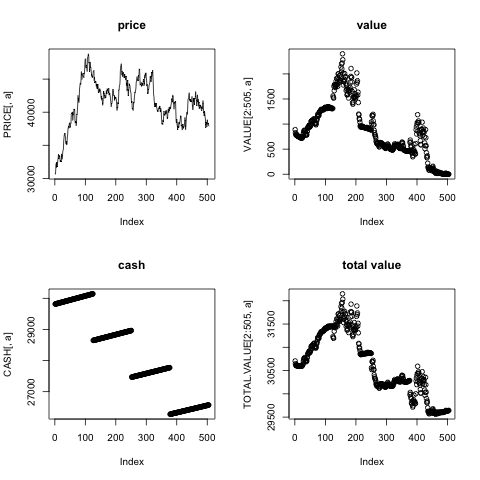 price
PRICE[, a]
30000
40000
0 100 200 300 400 500
Index
value
VALUE[2:505, a]
0 500 1500
0 100 200 300 400 500
Index
cash
CASH[, a]
27000 29000
0 100 200 300 400 500
Index
total value
TOTAL.VALUE[2:505, a]
29500 30500 31500
0 100 200 300 400 500
Index